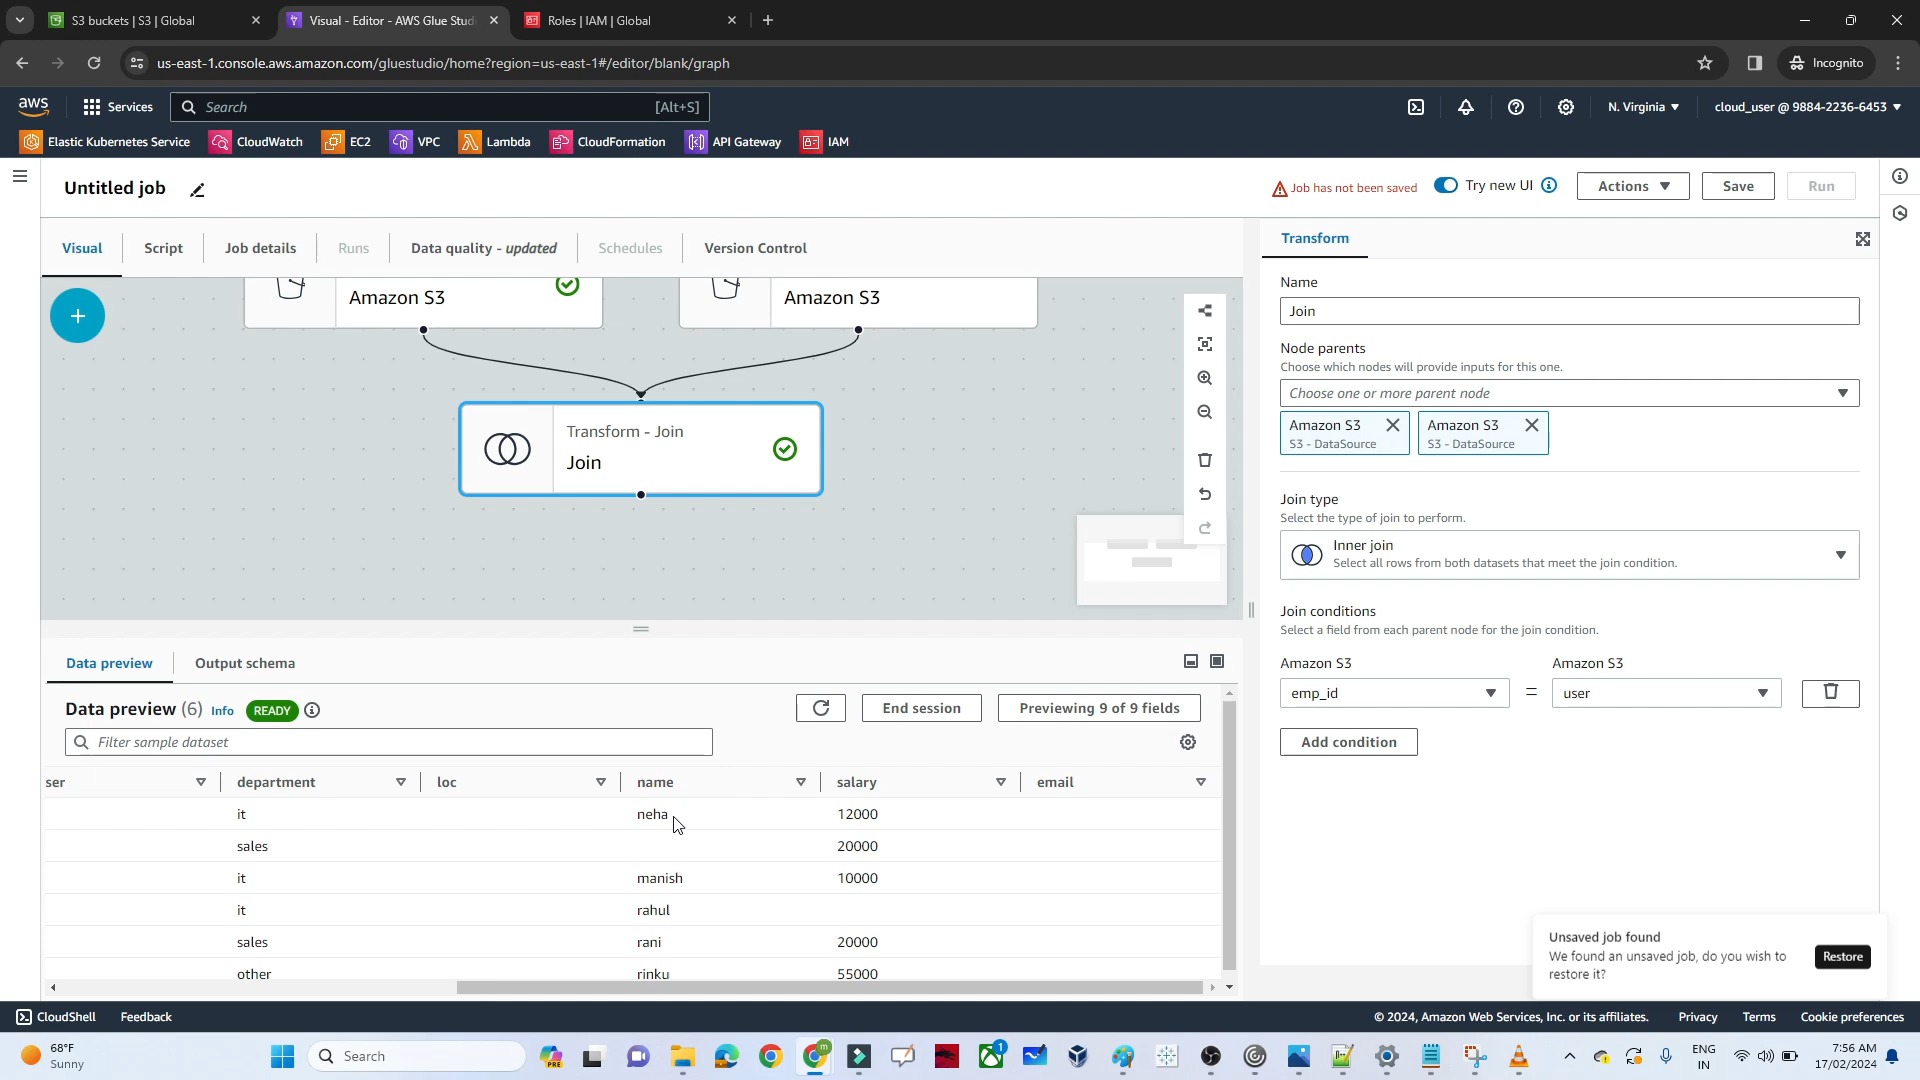 S3 buckets | S3 | Global
Visual - Editor - AWS Glue Stud
Roles | IAM | Global
us-east-1.console.aws.amazon.com/gluestudio/home?region=us-east-1#/editor/blank/graph
Incognito
aws
Services
Search
[Alt+S]
N. Virginia
cloud_user @ 9884-2236-6453
Elastic Kubernetes Service
CloudWatch
EC2
VPC
Lambda
CloudFormation
API Gateway
IAM
Untitled job
Job has not been saved
Try new UI
Actions
Save
Run
Visual
Script
Job details
Runs
Data quality - updated
Schedules
Version Control
Amazon S3
Amazon S3
Transform - Join
Join
Transform
Name
Join
Node parents
Choose which nodes will provide inputs for this one.
Choose one or more parent node
Amazon S3
S3 - DataSource
Amazon S3
S3 - DataSource
Join type
Select the type of join to perform.
Inner join
Select all rows from both datasets that meet the join condition.
Join conditions
Select a field from each parent node for the join condition.
Amazon S3
Amazon S3
emp_id
=
user
Add condition
Data preview
Output schema
Data preview (6)
Info
READY
End session
Previewing 9 of 9 fields
Filter sample dataset
ser
department
loc
name
salary
email
it
neha
12000
sales
20000
it
manish
10000
it
rahul
sales
rani
20000
other
rinku
55000
Unsaved job found
We found an unsaved job, do you wish to
restore it?
Restore
CloudShell
Feedback
© 2024, Amazon Web Services, Inc. or its affiliates.
Privacy
Terms
Cookie preferences
68°F
Sunny
Search
PRE
m
1
ENG
IN
7:56 AM
17/02/2024